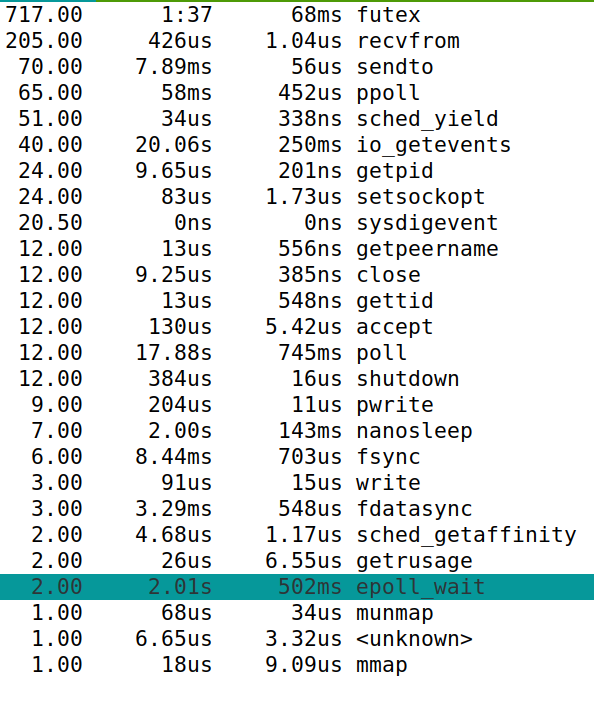 717.00 1:37 68ms futex
205.00 426us 1.04us recvfrom
70.00 7.89ms 56us sendto
65.00 58ms 452us ppoll
51.00 34us 338ns sched_yield
40.00 20.06s 250ms io_getevents
24.00 9.65us 201ns getpid
24.00 83us 1.73us setsockopt
20.50 0ns 0ns sysdigevent
12.00 13us 556ns getpeername
12.00 9.25us 385ns close
12.00 13us 548ns gettid
12.00 130us 5.42us accept
12.00 17.88s 745ms poll
12.00 384us 16us shutdown
9.00 204us 11us pwrite
7.00 2.00s 143ms nanosleep
6.00 8.44ms 703us fsync
3.00 91us 15us write
3.00 3.29ms 548us fdatasync
2.00 4.68us 1.17us sched_getaffinity
2.00 26us 6.55us getrusage
2.00 2.01s 502ms epoll_wait
1.00 68us 34us munmap
1.00 6.65us 3.32us <unknown>
1.00 18us 9.09us mmap